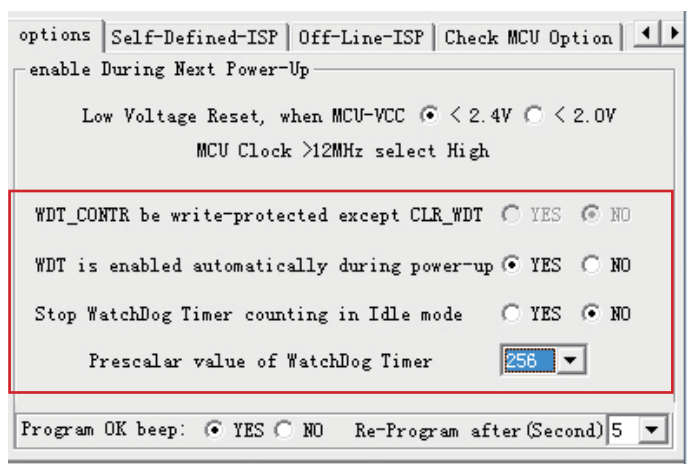 options Self-Defined-ISP Off-Line-ISP Check MCU Option
enable During Next Power-Up
Low Voltage Reset, when MCU-VCC < 2.4V < 2.0V
MCU Clock >12MHz select High
WDT_CONTR be write-protected except CLR_WDT YES NO
WDT is enabled automatically during power-up YES NO
Stop WatchDog Timer counting in Idle mode YES NO
Prescalar value of WatchDog Timer 256
Program OK beep: YES NO Re-Program after(Second) 5